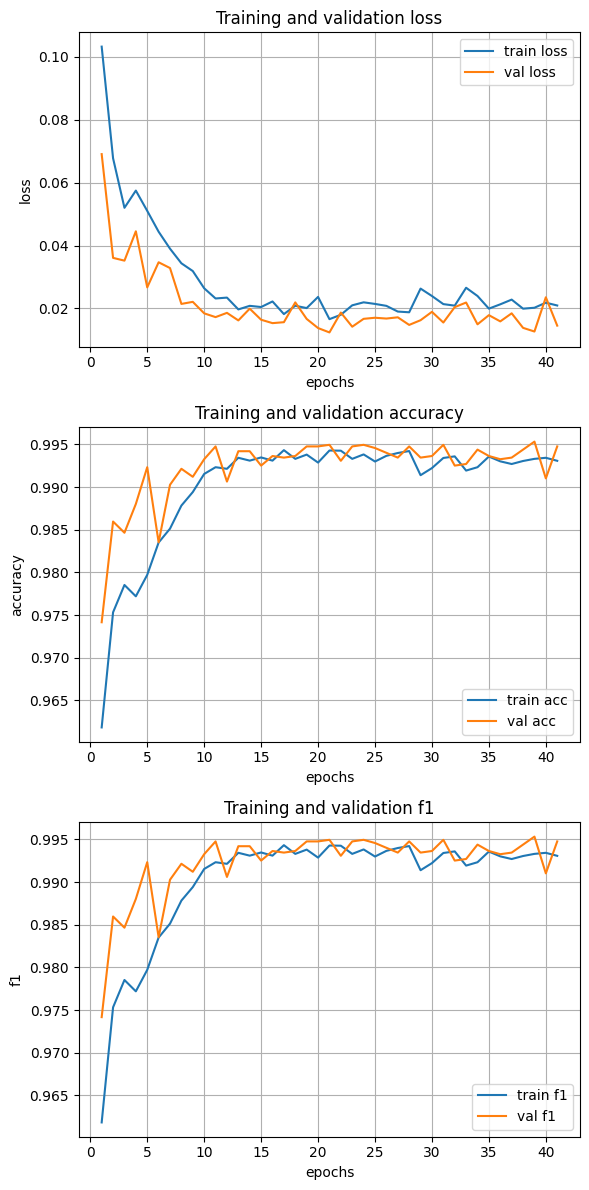 Training and validation loss
train loss
val loss
0.10
0.08
0.06
0.04
0.02
loss
0 5 10 15 20 25 30 35 40
epochs
Training and validation accuracy
0.995
0.990
0.985
0.980
0.975
0.970
0.965
accuracy
train acc
val acc
0 5 10 15 20 25 30 35 40
epochs
Training and validation f1
0.995
0.990
0.985
0.980
0.975
0.970
0.965
f1
train f1
val f1
0 5 10 15 20 25 30 35 40
epochs